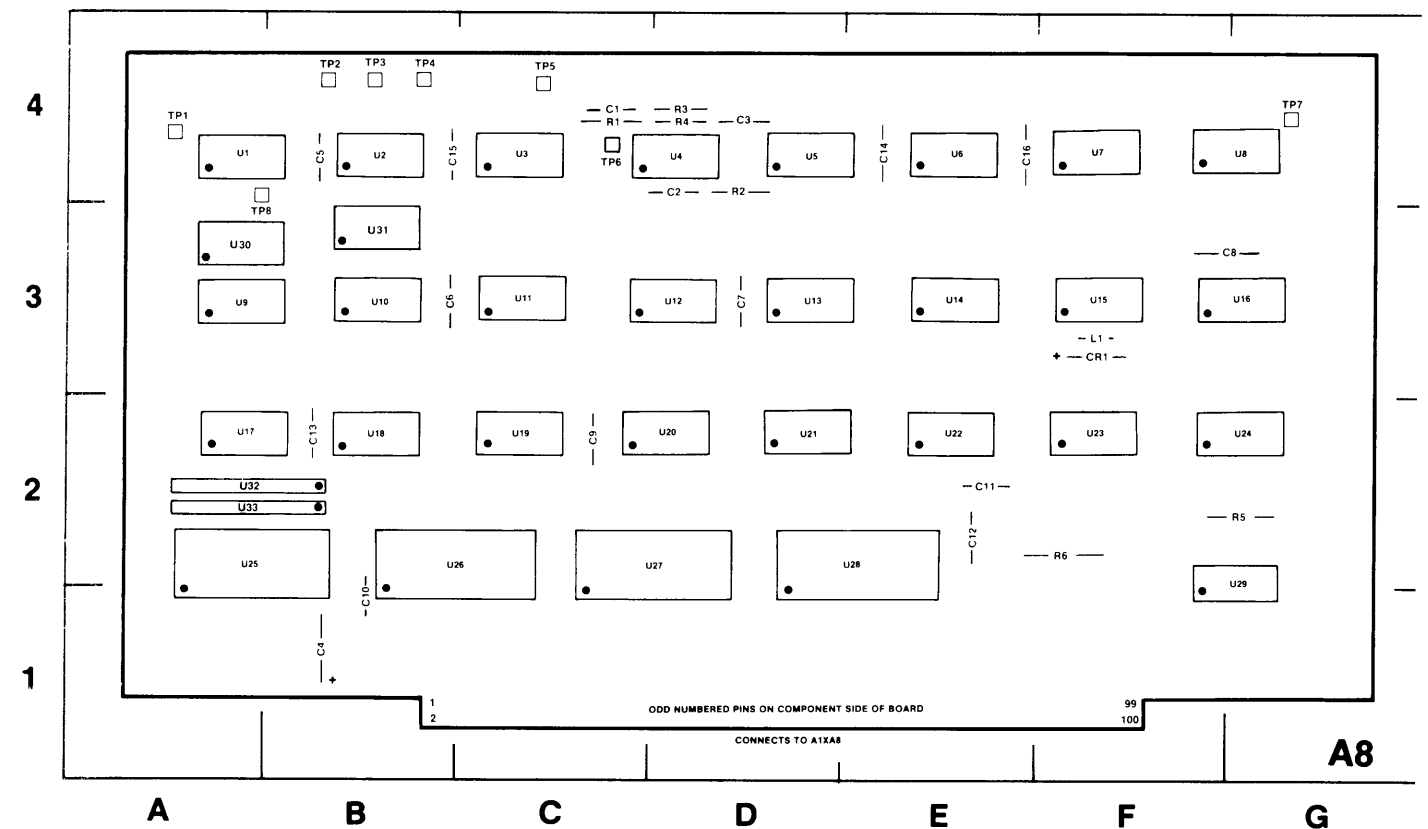 TP2 TP3 TP4 TP5
4
C1 R3
TP1 TP7
R1 R4 C3
U1 C5 U2 C15 U3 TP6 U4 U5 C14 U6 C16 U7 U8
C2 R2
TP8
U30 U31
C8
3
U9 U10 C6 U11 U12 C7 U13 U14 U15 U16
- L1 -
+ CR1
U17 C13 U18 U19 C9 U20 U21 U22 U23 U24
2
U32 C11
U33 R5
C12
R6
U25 U26 U27 U28
U29
C10
C4
1
+
1 ODD NUMBERED PINS ON COMPONENT SIDE OF BOARD 99
2 100
CONNECTS TO A1XA8
A8
A B C D E F G